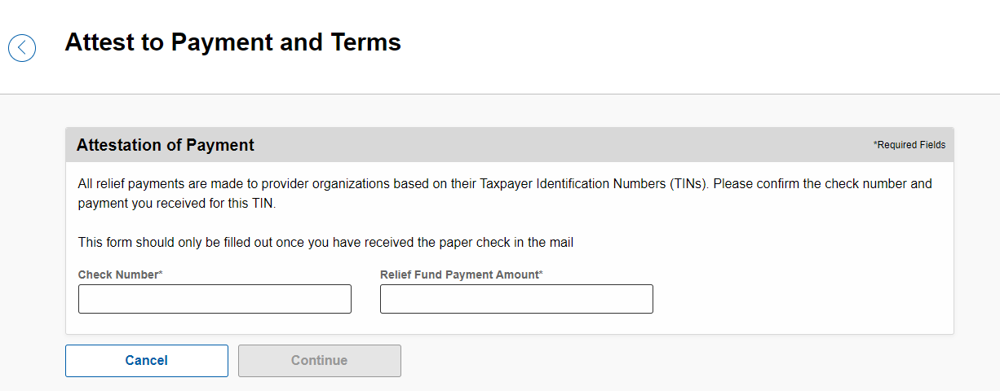 Attest to Payment and Terms
Attestation of Payment
*Required Fields
All relief payments are made to provider organizations based on their Taxpayer Identification Numbers (TINs). Please confirm the check number and
payment you received for this TIN.
This form should only be filled out once you have received the paper check in the mail
Check Number*
Relief Fund Payment Amount*
Cancel
Continue